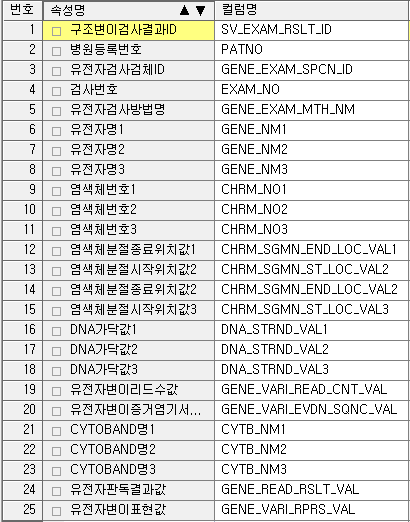 번호 속성명 ▲▼ 컬럼명
1 구조변이검사결과ID SV_EXAM_RSLT_ID
2 병원등록번호 PATNO
3 유전자검사검체ID GENE_EXAM_SPCN_ID
4 검사번호 EXAM_NO
5 유전자검사방법명 GENE_EXAM_MTH_NM
6 유전자명1 GENE_NM1
7 유전자명2 GENE_NM2
8 유전자명3 GENE_NM3
9 염색체번호1 CHRM_NO1
10 염색체번호2 CHRM_NO2
11 염색체번호3 CHRM_NO3
12 염색체분절종료위치값1 CHRM_SGMN_END_LOC_VAL1
13 염색체분절시작위치값2 CHRM_SGMN_ST_LOC_VAL2
14 염색체분절종료위치값2 CHRM_SGMN_END_LOC_VAL2
15 염색체분절시작위치값3 CHRM_SGMN_ST_LOC_VAL3
16 DNA가닥값1 DNA_STRND_VAL1
17 DNA가닥값2 DNA_STRND_VAL2
18 DNA가닥값3 DNA_STRND_VAL3
19 유전자변이리드수값 GENE_VARI_READ_CNT_VAL
20 유전자변이증거염기서... GENE_VARI_EVDN_SQNC_VAL
21 CYTOBAND명1 CYTB_NM1
22 CYTOBAND명2 CYTB_NM2
23 CYTOBAND명3 CYTB_NM3
24 유전자판독결과값 GENE_READ_RSLT_VAL
25 유전자변이표현값 GENE_VARI_RPRS_VAL